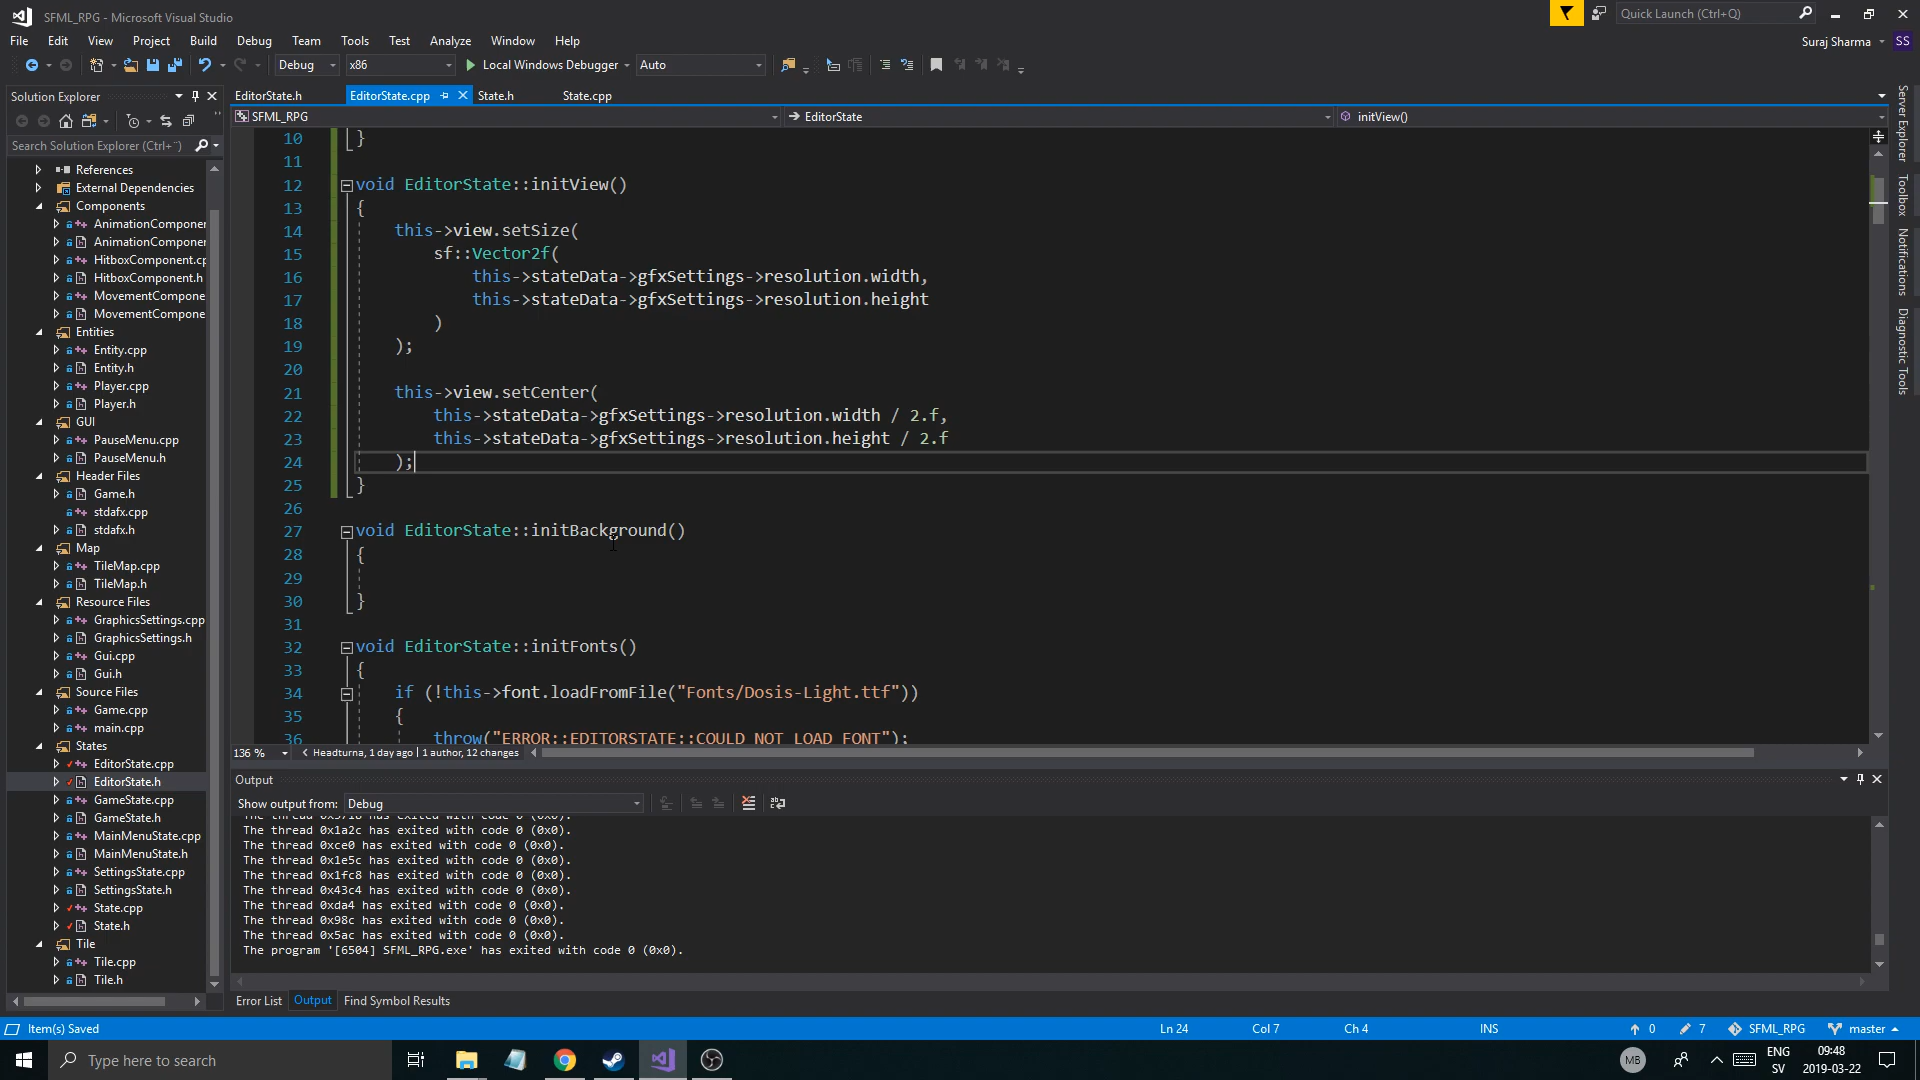 SFML_RPG - Microsoft Visual Studio
Quick Launch (Ctrl+Q)
File Edit View Project Build Debug Team Tools Test Analyze Window Help
Suraj Sharma SS
Debug x86 Local Windows Debugger Auto
Solution Explorer
Search Solution Explorer (Ctrl+¨)
References
External Dependencies
Components
AnimationComponen
AnimationComponen
HitboxComponent.cp
HitboxComponent.h
MovementCompone
MovementCompone
Entities
Entity.cpp
Entity.h
Player.cpp
Player.h
GUI
PauseMenu.cpp
PauseMenu.h
Header Files
Game.h
stdafx.cpp
stdafx.h
Map
TileMap.cpp
TileMap.h
Resource Files
GraphicsSettings.cpp
GraphicsSettings.h
Gui.cpp
Gui.h
Source Files
Game.cpp
main.cpp
States
EditorState.cpp
EditorState.h
GameState.cpp
GameState.h
MainMenuState.cpp
MainMenuState.h
SettingsState.cpp
SettingsState.h
State.cpp
State.h
Tile
Tile.cpp
Tile.h
EditorState.h EditorState.cpp State.h State.cpp
SFML_RPG EditorState initView()
10 }
11
12 void EditorState::initView()
13 {
14 this->view.setSize(
15 sf::Vector2f(
16 this->stateData->gfxSettings->resolution.width,
17 this->stateData->gfxSettings->resolution.height
18 )
19 );
20
21 this->view.setCenter(
22 this->stateData->gfxSettings->resolution.width / 2.f,
23 this->stateData->gfxSettings->resolution.height / 2.f
24 );
25 }
26
27 void EditorState::initBackground()
28 {
29
30 }
31
32 void EditorState::initFonts()
33 {
34 if (!this->font.loadFromFile("Fonts/Dosis-Light.ttf"))
35 {
36 throw("ERROR::EDITORSTATE::COULD NOT LOAD FONT");
136 % Headturna, 1 day ago | 1 author, 12 changes
Output
Show output from: Debug
The thread 0x1a2c has exited with code 0 (0x0).
The thread 0xce0 has exited with code 0 (0x0).
The thread 0x1e5c has exited with code 0 (0x0).
The thread 0x1fc8 has exited with code 0 (0x0).
The thread 0x43c4 has exited with code 0 (0x0).
The thread 0xda4 has exited with code 0 (0x0).
The thread 0x98c has exited with code 0 (0x0).
The thread 0x5ac has exited with code 0 (0x0).
The program '[6504] SFML_RPG.exe' has exited with code 0 (0x0).
Error List Output Find Symbol Results
Server Explorer
Toolbox
Notifications
Diagnostic Tools
Item(s) Saved Ln 24 Col 7 Ch 4 INS 0 7 SFML_RPG master
Type here to search
MB
ENG
SV
09:48
2019-03-22